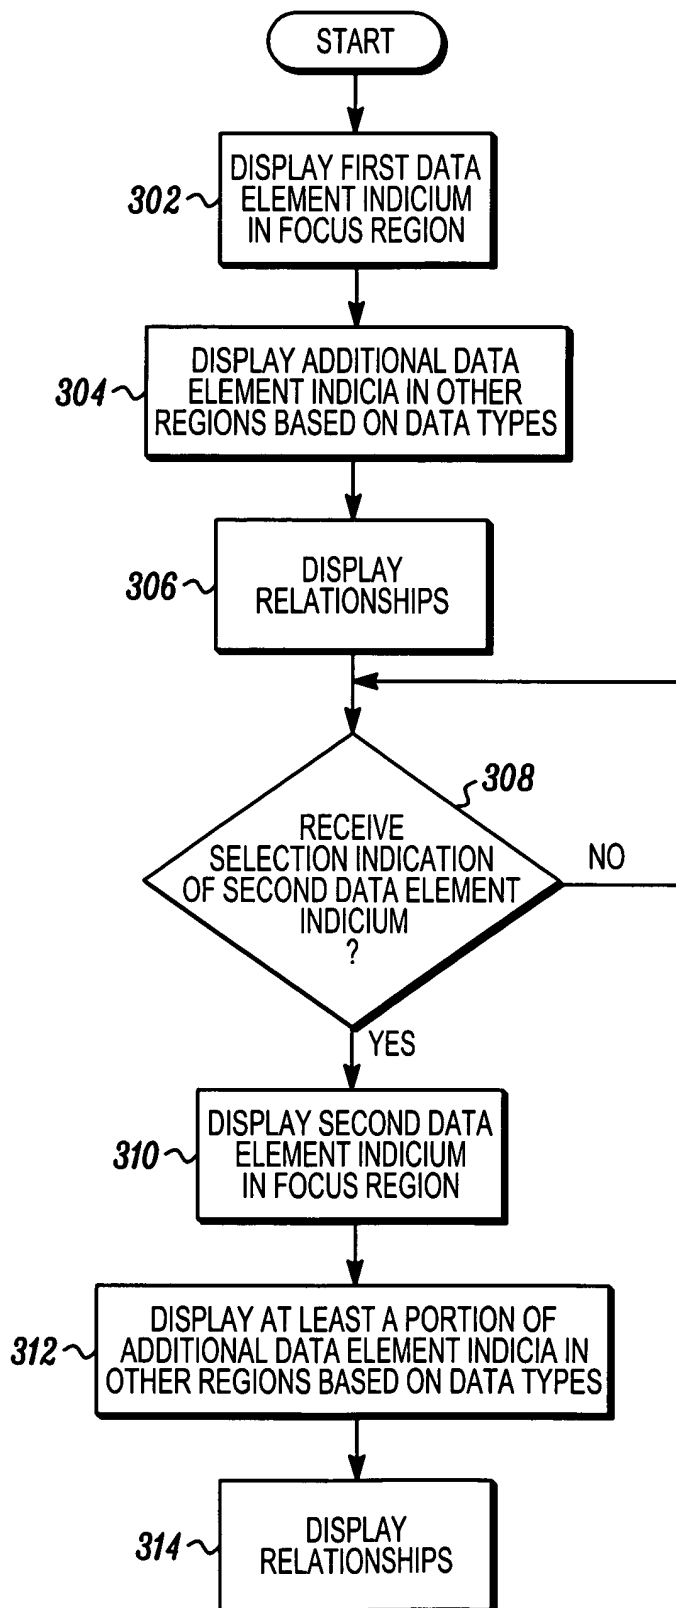 START
302
DISPLAY FIRST DATA
ELEMENT INDICIUM
IN FOCUS REGION
304
DISPLAY ADDITIONAL DATA
ELEMENT INDICIA IN OTHER
REGIONS BASED ON DATA TYPES
306
DISPLAY
RELATIONSHIPS
308
RECEIVE
SELECTION INDICATION
OF SECOND DATA ELEMENT
INDICIUM
?
NO
YES
310
DISPLAY SECOND DATA
ELEMENT INDICIUM
IN FOCUS REGION
312
DISPLAY AT LEAST A PORTION OF
ADDITIONAL DATA ELEMENT INDICIA IN
OTHER REGIONS BASED ON DATA TYPES
314
DISPLAY
RELATIONSHIPS